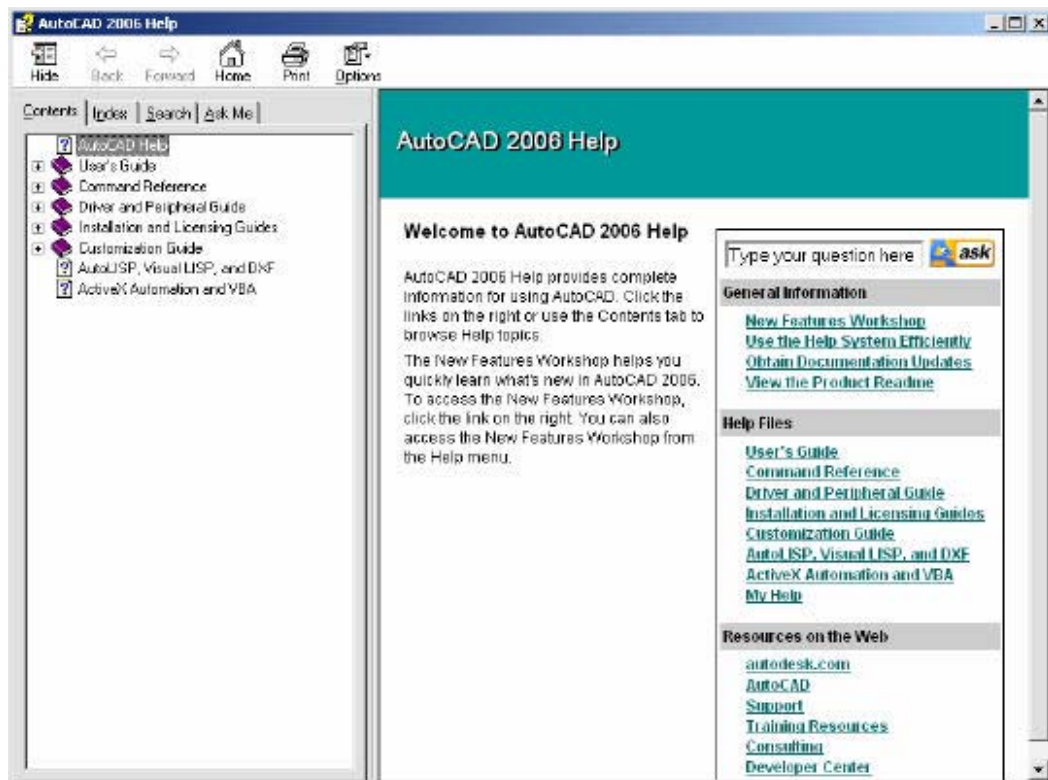 AutoCAD 2006 Help
Hide Back Forward Home Print Options
Contents Index Search Ask Me
AutoCAD Help
User's Guide
Command Reference
Driver and Peripheral Guide
Installation and Licensing Guides
Customization Guide
AutoLISP, Visual LISP, and DXF
ActiveX Automation and VBA
AutoCAD 2006 Help
Welcome to AutoCAD 2006 Help
AutoCAD 2006 Help provides complete
information for using AutoCAD. Click the
links on the right or use the Contents tab to
browse Help topics.
The New Features Workshop helps you
quickly learn what's new in AutoCAD 2006.
To access the New Features Workshop,
click the link on the right. You can also
access the New Features Workshop from
the Help menu.
Type your question here ask
General Information
New Features Workshop
Use the Help System Efficiently
Obtain Documentation Updates
View the Product Readme
Help Files
User's Guide
Command Reference
Driver and Peripheral Guide
Installation and Licensing Guides
Customization Guide
AutoLISP, Visual LISP, and DXF
ActiveX Automation and VBA
My Help
Resources on the Web
autodesk.com
AutoCAD
Support
Training Resources
Consulting
Developer Center